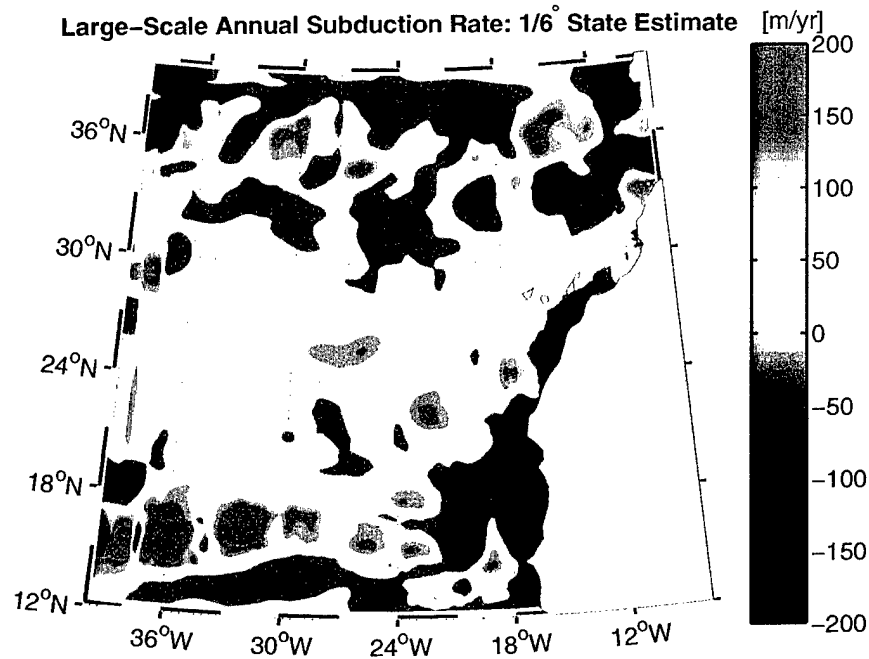 Large-Scale Annual Subduction Rate: 1/6° State Estimate [m/yr]
200
150
100
50
0
-50
-100
-150
-200
36°N
30°N
24°N
18°N
12°N
36°W 30°W 24°W 18°W 12°W